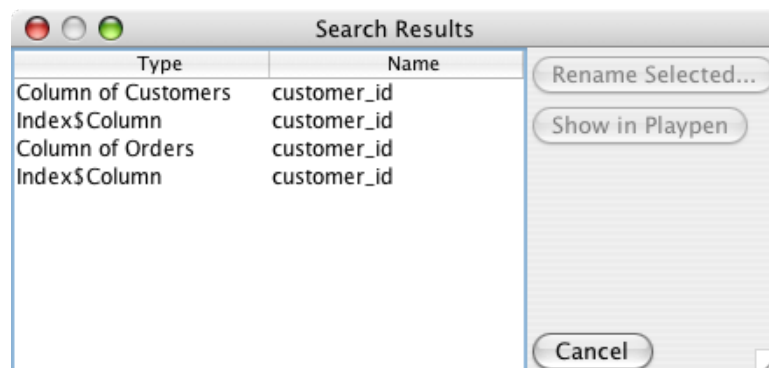 Search Results
Type Name
Column of Customers customer_id
Index$Column customer_id
Column of Orders customer_id
Index$Column customer_id
Rename Selected...
Show in Playpen
Cancel